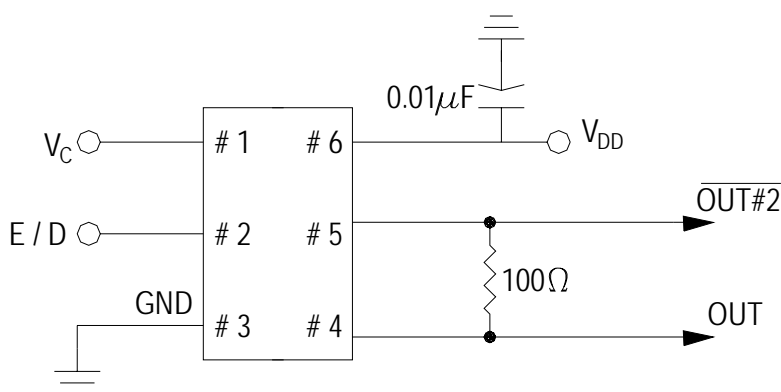 0.01μF
V_C
# 1
# 6
V_DD
E / D
# 2
# 5
OUT#2
100Ω
GND
# 3
# 4
OUT